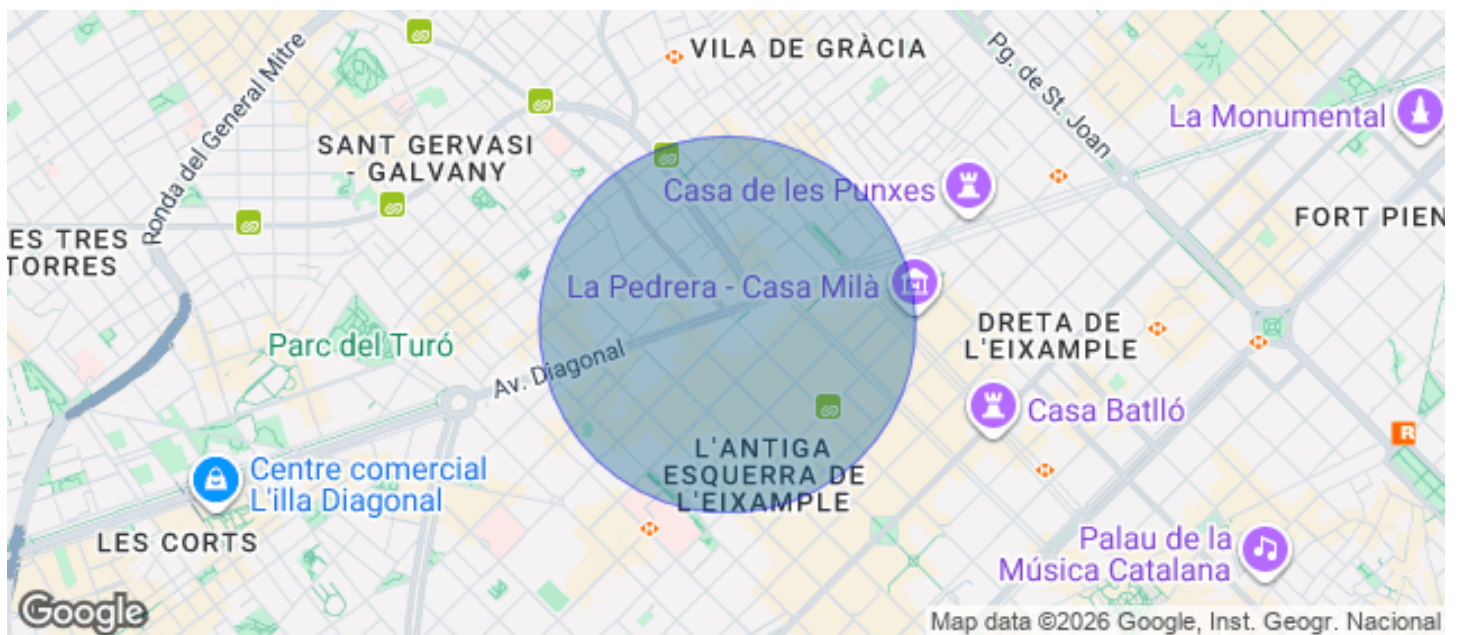 VILA DE GRÀCIA
Ronda del General Mitre
Pg. de St. Joan
La Monumental
SANT GERVASI
- GALVANY
Casa de les Punxes
FORT PIEN
ES TRES
TORRES
La Pedrera - Casa Milà
DRETA DE
L'EIXAMPLE
Parc del Turó
Av. Diagonal
Casa Batlló
R
L'ANTIGA
ESQUERRA DE
L'EIXAMPLE
Centre comercial
L'illa Diagonal
LES CORTS
Palau de la
Música Catalana
Google
Map data ©2026 Google, Inst. Geogr. Nacional